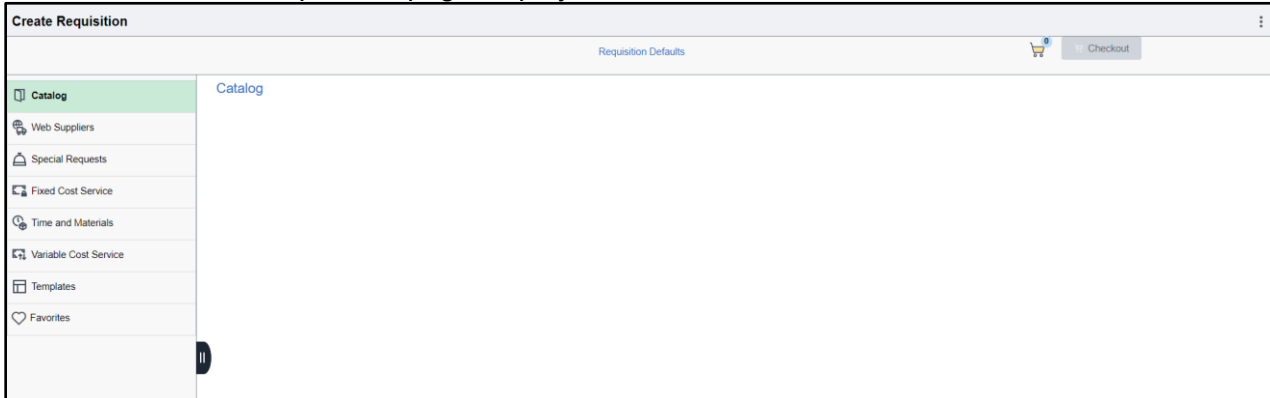 Create Requisition
Requisition Defaults
0
Checkout
Catalog
Catalog
Web Suppliers
Special Requests
Fixed Cost Service
Time and Materials
Variable Cost Service
Templates
Favorites